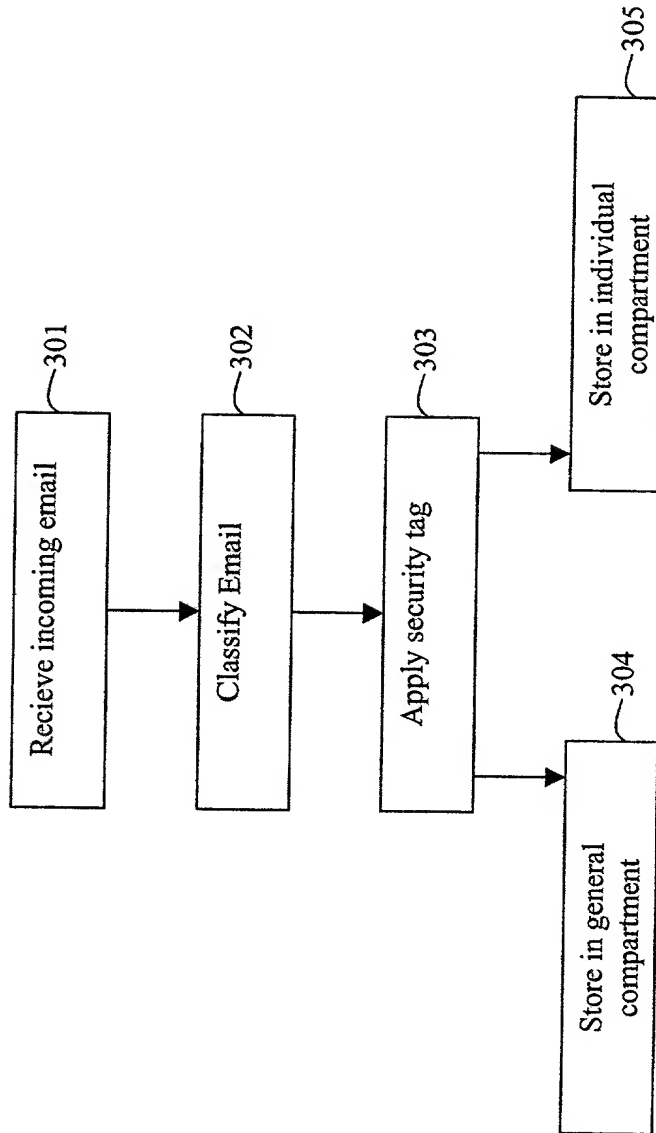 Recieve incoming email
301
Classify Email
302
Apply security tag
303
Store in general
compartment
304
Store in individual
compartment
305